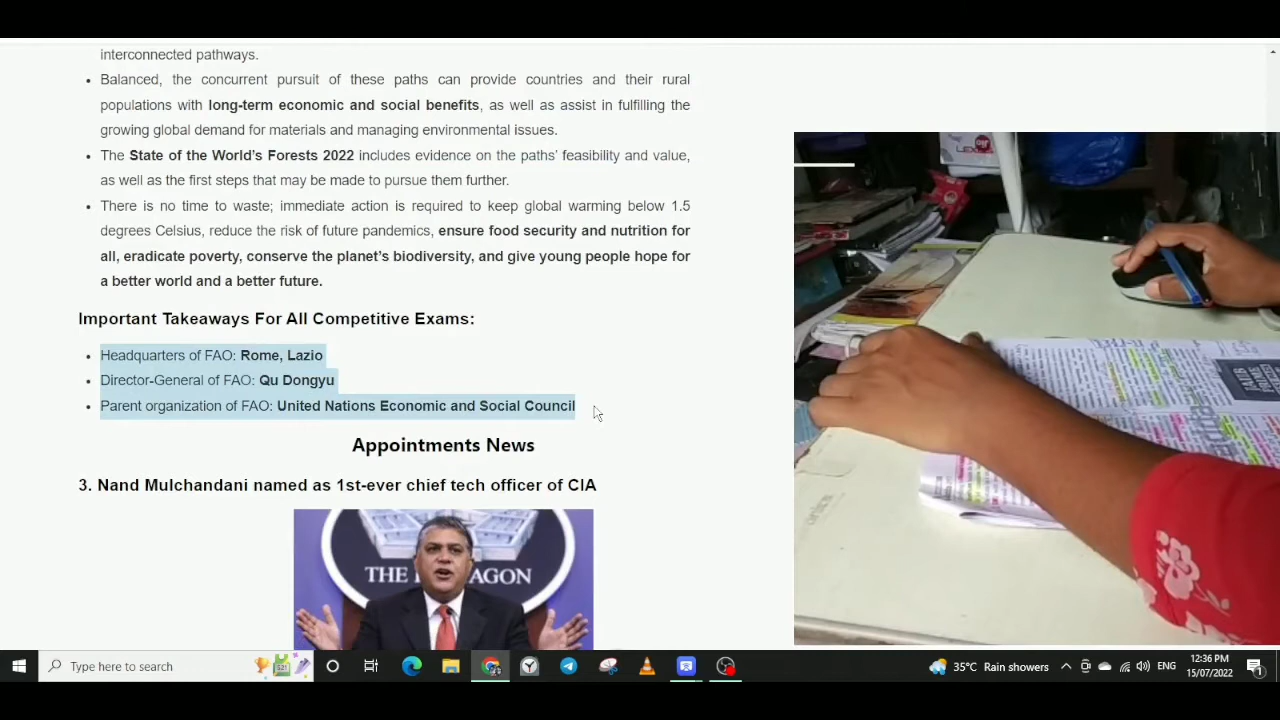 interconnected pathways.
Balanced, the concurrent pursuit of these paths can provide countries and their rural
populations with long-term economic and social benefits, as well as assist in fulfilling the
growing global demand for materials and managing environmental issues.
The State of the World's Forests 2022 includes evidence on the paths' feasibility and value,
as well as the first steps that may be made to pursue them further.
There is no time to waste; immediate action is required to keep global warming below 1.5
degrees Celsius, reduce the risk of future pandemics, ensure food security and nutrition for
all, eradicate poverty, conserve the planet's biodiversity, and give young people hope for
a better world and a better future.
Important Takeaways For All Competitive Exams:
Headquarters of FAO: Rome, Lazio
Director-General of FAO: Qu Dongyu
Parent organization of FAO: United Nations Economic and Social Council
Appointments News
3. Nand Mulchandani named as 1st-ever chief tech officer of CIA
Type here to search
35°C Rain showers
ENG
12:36 PM
15/07/2022